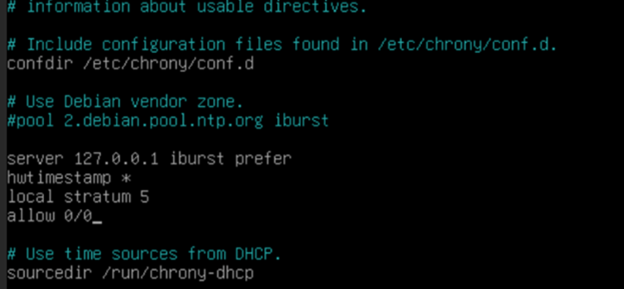 # information about usable directives.
# Include configuration files found in /etc/chrony/conf.d.
confdir /etc/chrony/conf.d
# Use Debian vendor zone.
#pool 2.debian.pool.ntp.org iburst
server 127.0.0.1 iburst prefer
hwtimestamp *
local stratum 5
allow 0/0_
# Use time sources from DHCP.
sourcedir /run/chrony-dhcp